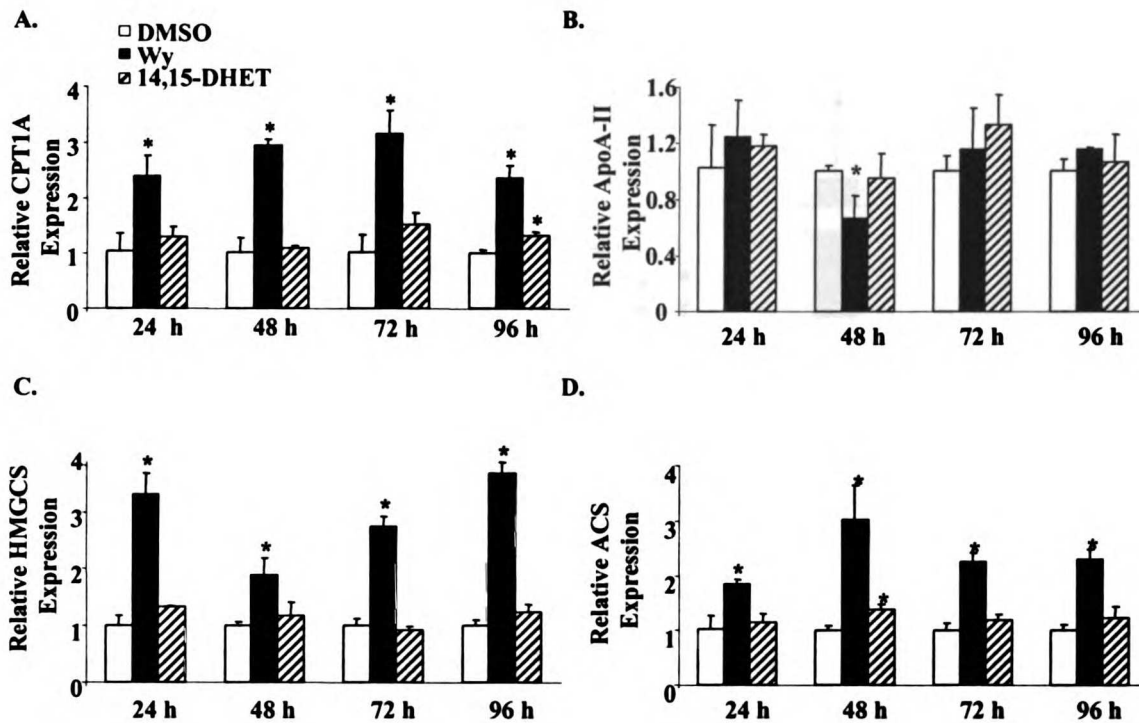 A.
DMSO
Wy
14,15-DHET
Relative CPT1A
Expression
4
3
2
1
0
*
*
*
*
*
24 h
48 h
72 h
96 h
B.
Relative ApoA-II
Expression
1.6
1.2
0.8
0.4
0
*
24 h
48 h
72 h
96 h
C.
Relative HMGCS
Expression
4
3
2
1
0
*
*
*
*
24 h
48 h
72 h
96 h
D.
Relative ACS
Expression
4
3
2
1
0
*
*
*
*
*
24 h
48 h
72 h
96 h